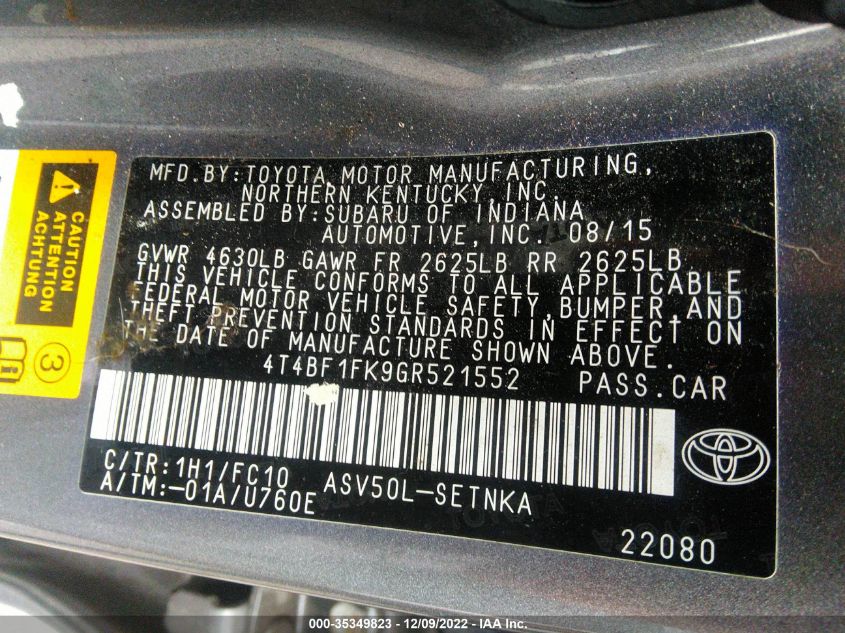 CAUTION
ATTENTION
ACHTUNG
3
MFD.BY:TOYOTA MOTOR MANUFACTURING,
NORTHERN KENTUCKY, INC.
ASSEMBLED BY:SUBARU OF INDIANA
AUTOMOTIVE, INC. 08/15
GVWR 4630LB GAWR FR 2625LB RR 2625LB
THIS VEHICLE CONFORMS TO ALL APPLICABLE
FEDERAL MOTOR VEHICLE SAFETY, BUMPER, AND
THEFT PREVENTION STANDARDS IN EFFECT ON
THE DATE OF MANUFACTURE SHOWN ABOVE.
4T4BF1FK9GR521552 PASS.CAR
C/TR:1H1/FC10 ASV50L-SETNKA
A/TM:-01A/U760E
22080
000-35349823 - 12/09/2022 - IAA Inc.